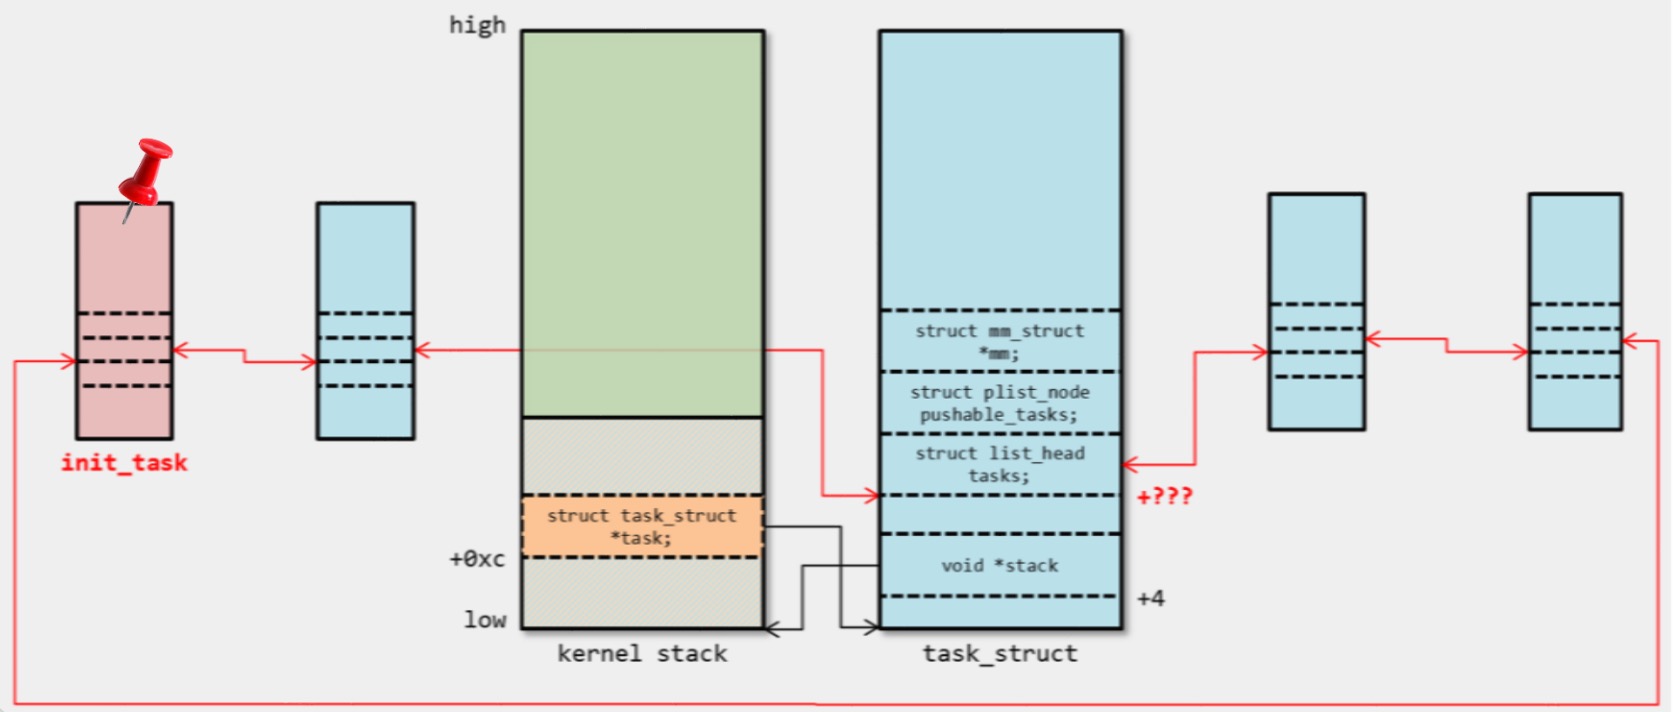 high
init_task
struct task_struct
*task;
+0xc
low
kernel stack
struct mm_struct
*mm;
struct plist_node
pushable_tasks;
struct list_head
tasks;
+???
void *stack
+4
task_struct